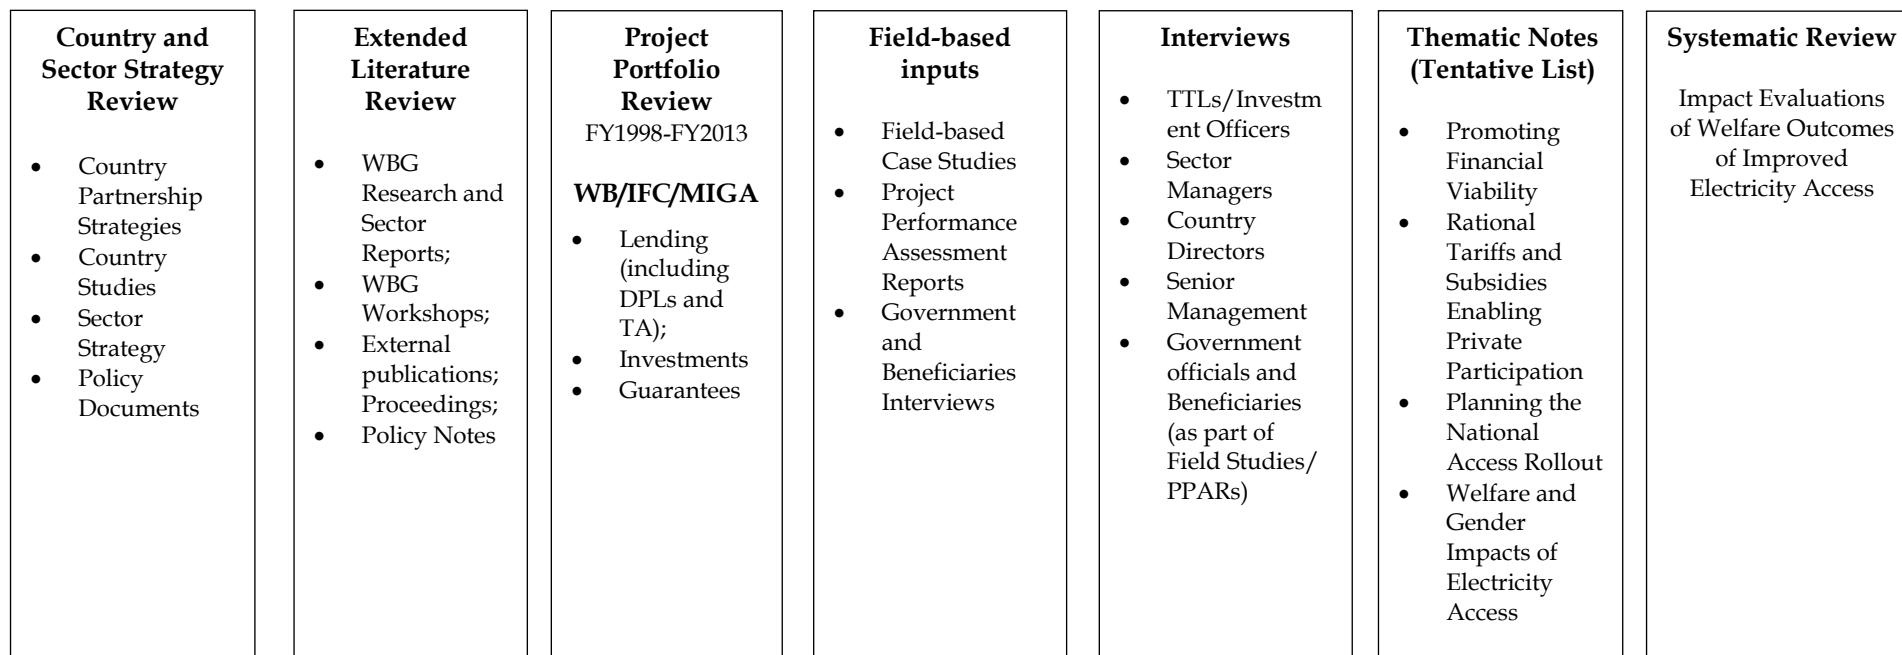 Country and
Sector Strategy
Review
• Country
Partnership
Strategies
• Country
Studies
• Sector
Strategy
• Policy
Documents
Extended
Literature
Review
• WBG
Research and
Sector
Reports;
• WBG
Workshops;
• External
publications;
Proceedings;
• Policy Notes
Project
Portfolio
Review
FY1998-FY2013
WB/IFC/MIGA
• Lending
(including
DPLs and
TA);
• Investments
• Guarantees
Field-based
inputs
• Field-based
Case Studies
• Project
Performance
Assessment
Reports
• Government
and
Beneficiaries
Interviews
Interviews
• TTLs/Investm
ent Officers
• Sector
Managers
• Country
Directors
• Senior
Management
• Government
officials and
Beneficiaries
(as part of
Field Studies/
PPARs)
Thematic Notes
(Tentative List)
• Promoting
Financial
Viability
• Rational
Tariffs and
Subsidies
Enabling
Private
Participation
• Planning the
National
Access Rollout
• Welfare and
Gender
Impacts of
Electricity
Access
Systematic Review
Impact Evaluations
of Welfare Outcomes
of Improved
Electricity Access